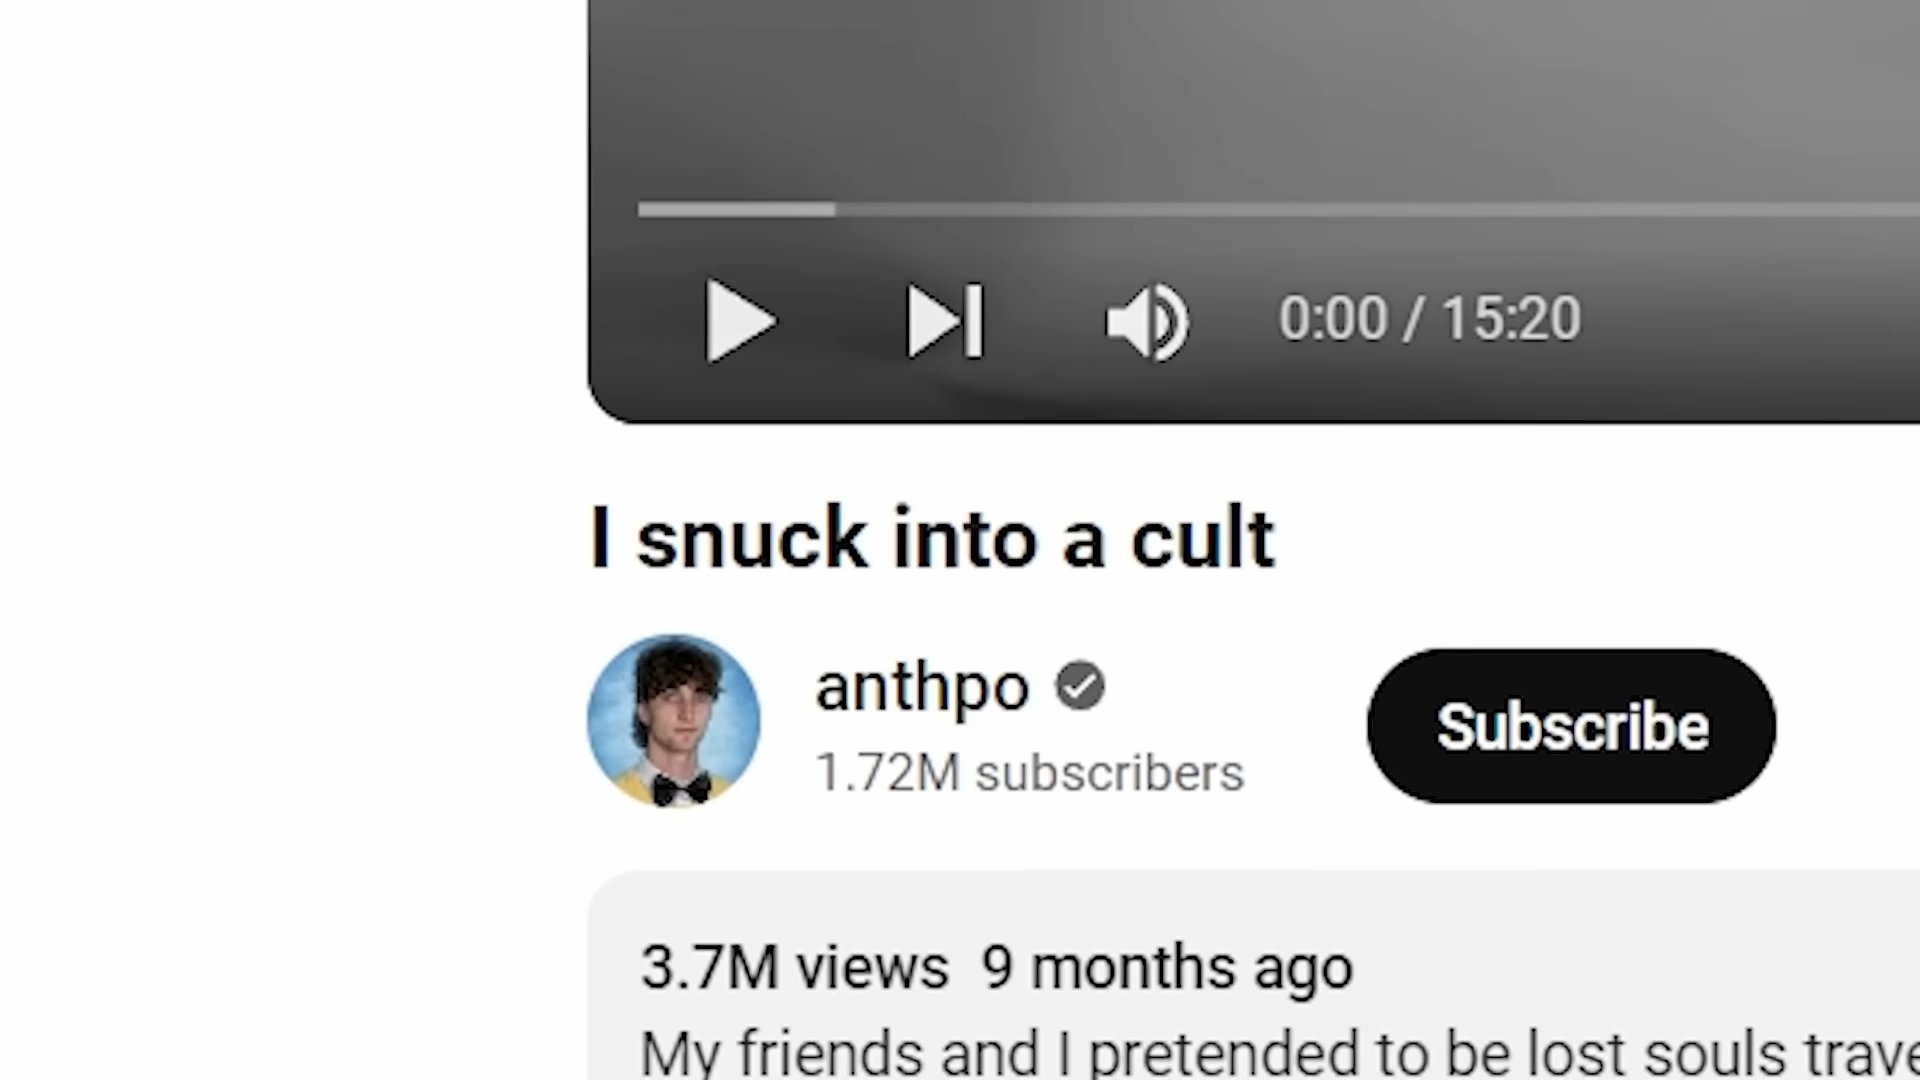 0:00 / 15:20
I snuck into a cult
anthpo
Subscribe
1.72M subscribers
3.7M views 9 months ago
My friends and I pretended to be lost souls